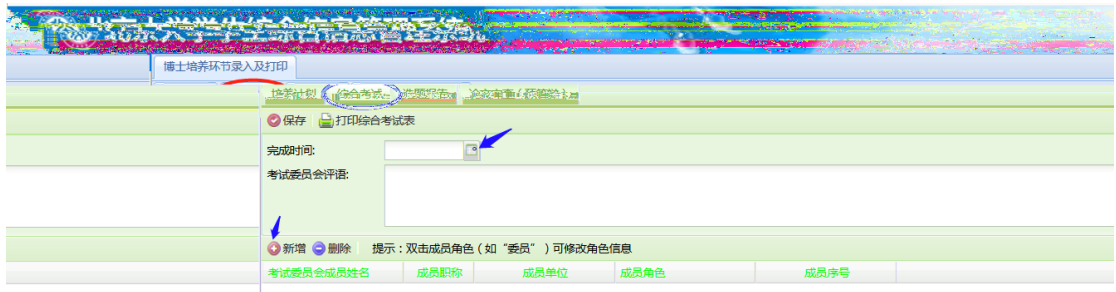 博士培养环节录入及打印
培养计划 综合考试
保存 打印综合考试表
完成时间:
考试委员会评语:
新增 删除 提示：双击成员角色（如“委员”）可修改角色信息
考试委员会成员姓名 成员职称 成员单位 成员角色 成员序号